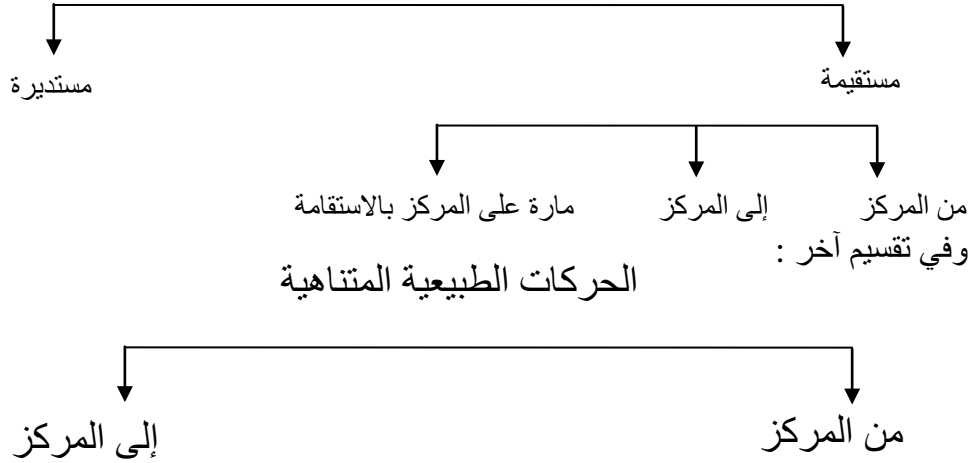 مستقيمة مستديرة
من المركز إلى المركز مارة على المركز بالاستقامة
وفي تقسيم آخر :
الحركات الطبيعية المتناهية
من المركز إلى المركز